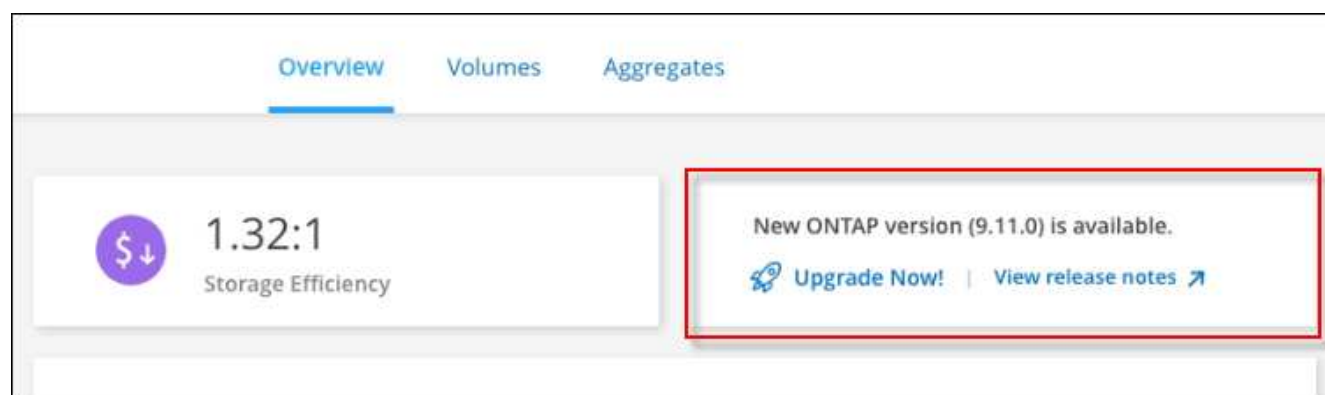 Overview Volumes Aggregates
1.32:1
Storage Efficiency
New ONTAP version (9.11.0) is available.
Upgrade Now! | View release notes